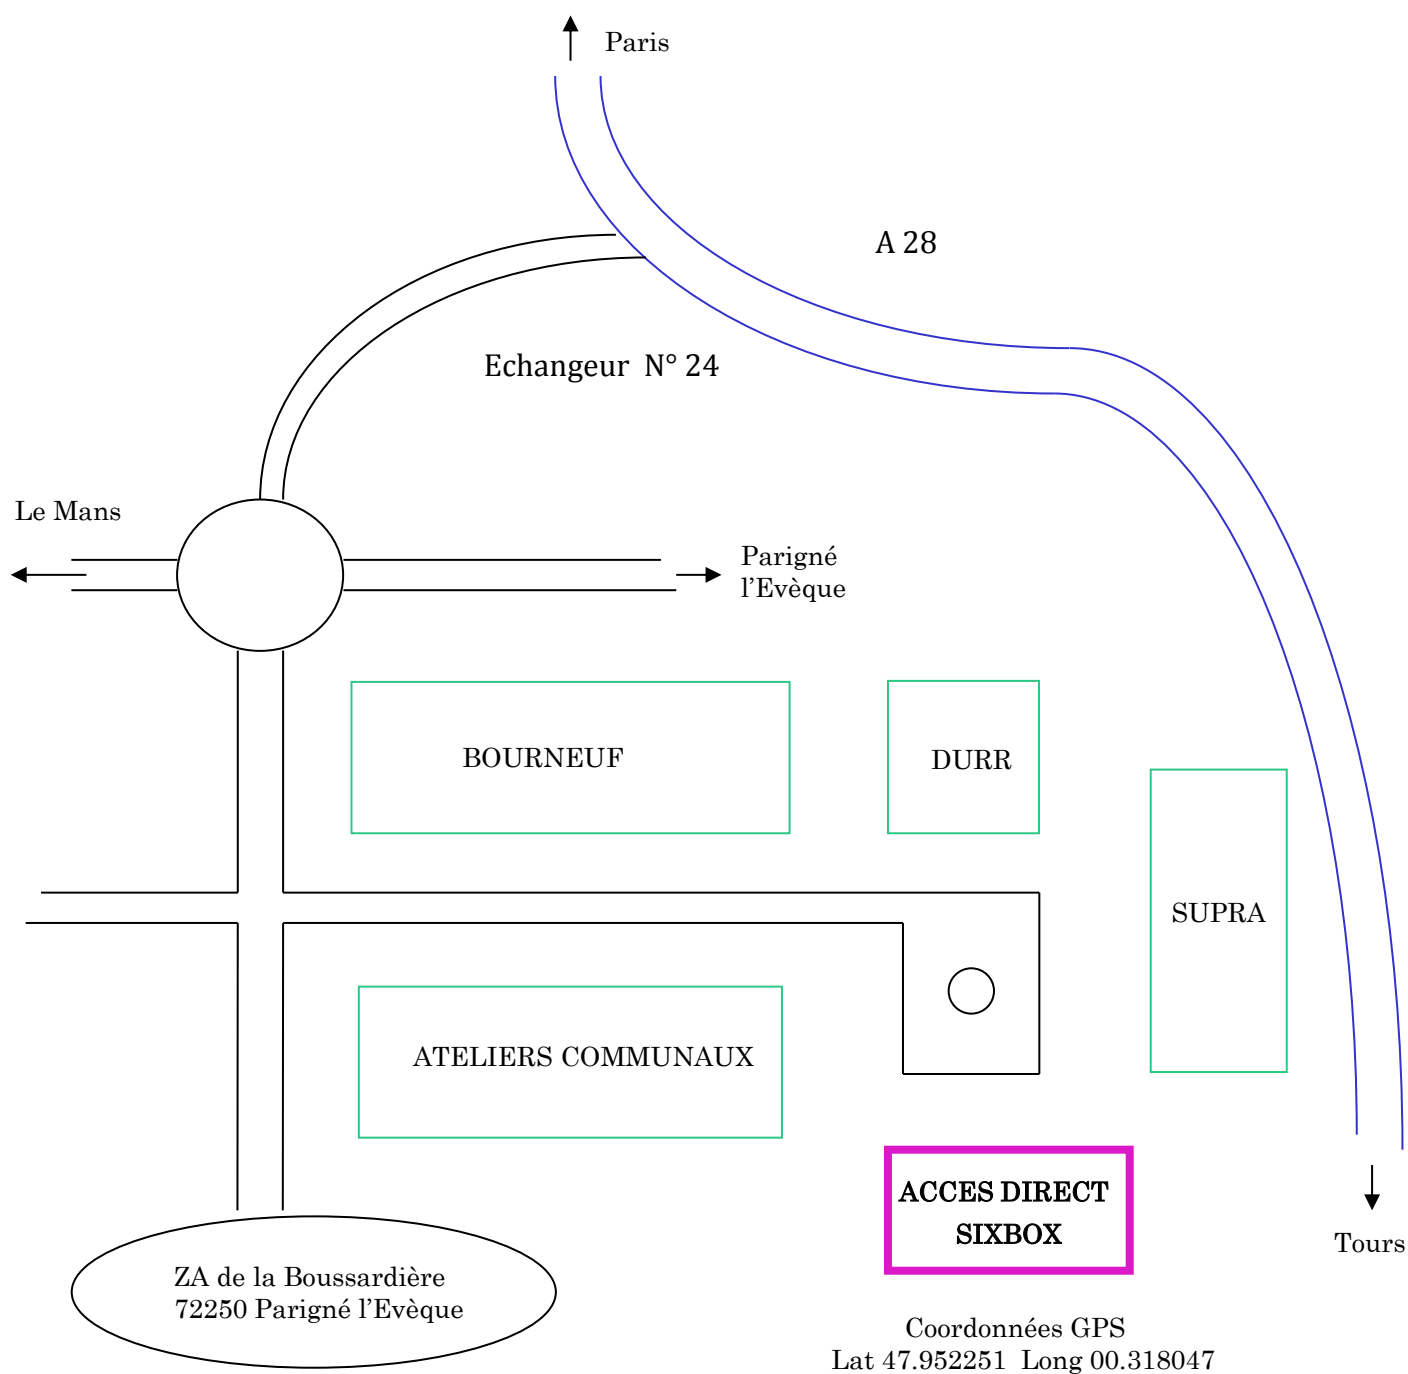 Paris
A 28
Echangeur N° 24
Le Mans
Parigné
l'Evèque
BOURNEUF
DURR
SUPRA
ATELIERS COMMUNAUX
ACCES DIRECT
SIXBOX
Tours
ZA de la Boussardière
72250 Parigné l'Evèque
Coordonnées GPS
Lat 47.952251 Long 00.318047